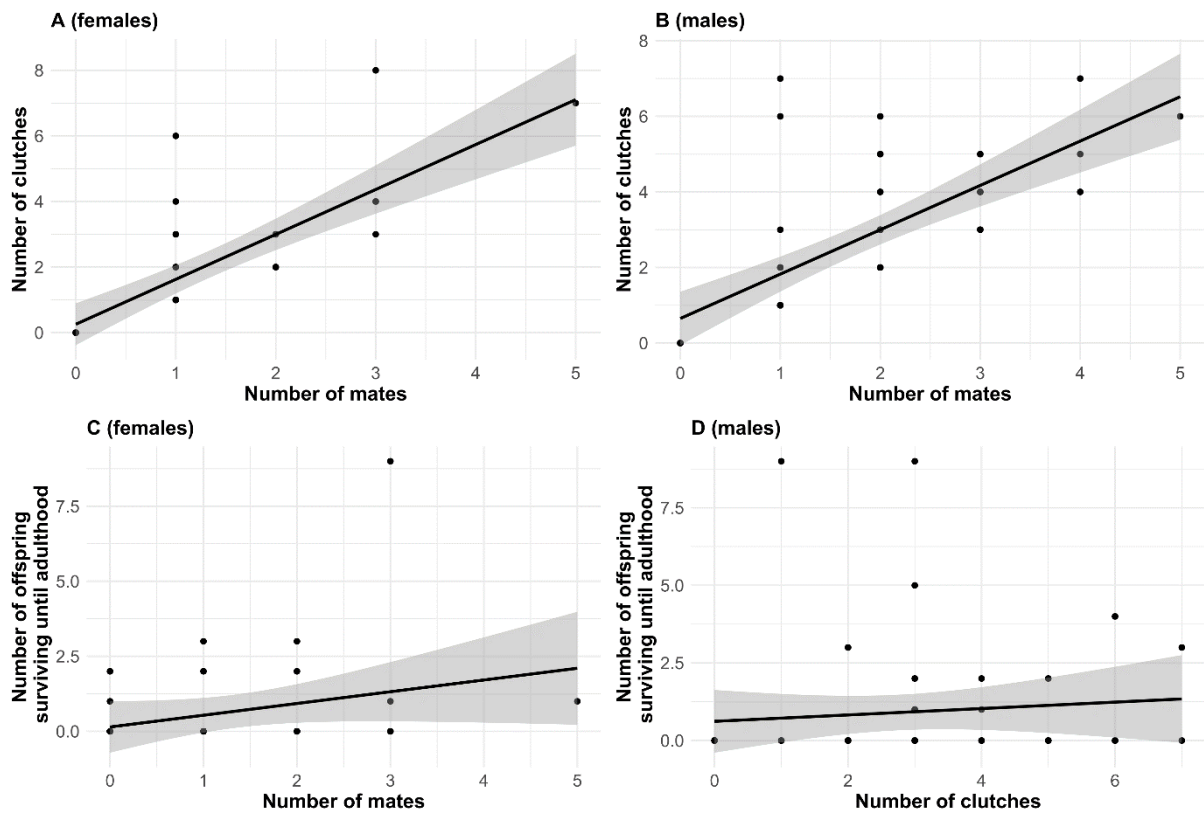 A (females)
Number of clutches
8
6
4
2
0
0 1 2 3 4 5
Number of mates
B (males)
Number of clutches
8
6
4
2
0
0 1 2 3 4 5
Number of mates
C (females)
Number of offspring
surviving until adulthood
7.5
5.0
2.5
0.0
0 1 2 3 4 5
Number of mates
D (males)
Number of offspring
surviving until adulthood
7.5
5.0
2.5
0.0
0 2 4 6
Number of clutches